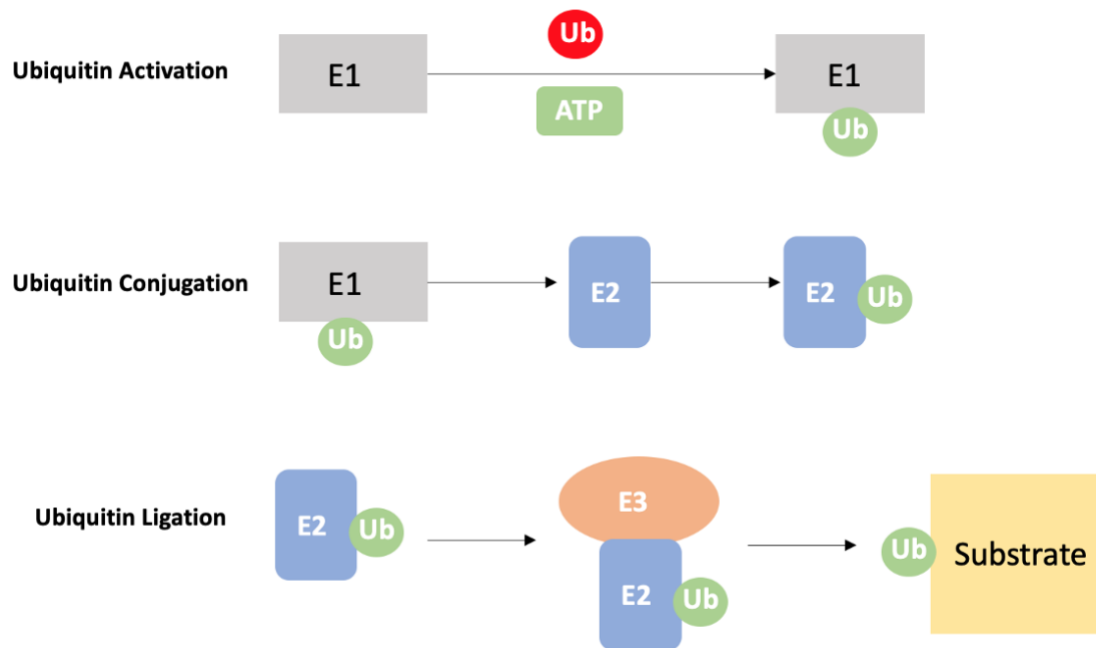 Ub
Ubiquitin Activation
E1
ATP
E1
Ub
Ubiquitin Conjugation
E1
Ub
E2
E2
Ub
Ubiquitin Ligation
E2
Ub
E3
E2
Ub
Ub
Substrate